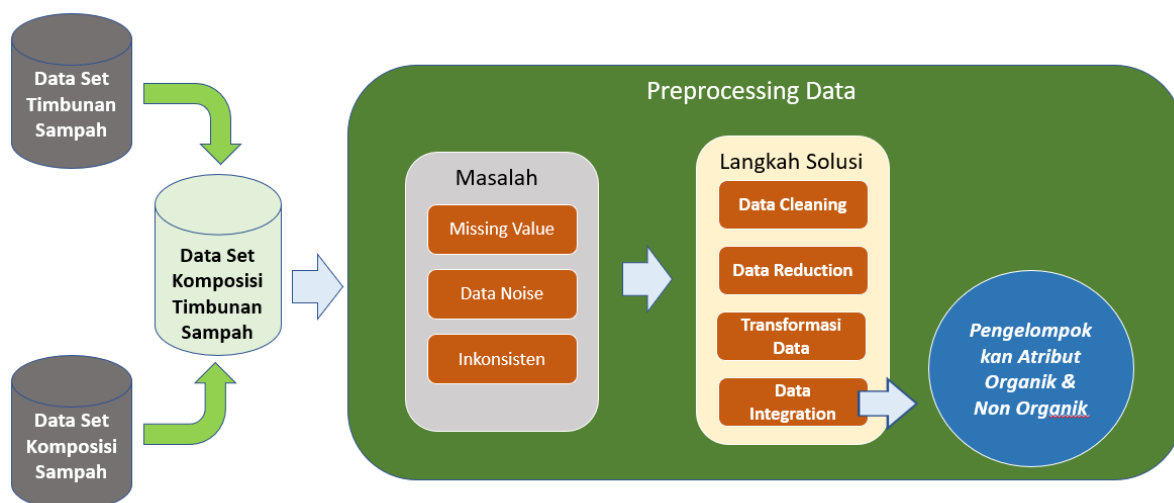 Data Set
Timbunan
Sampah
Data Set
Komposisi
Timbunan
Sampah
Data Set
Komposisi
Sampah
Preprocessing Data
Masalah
Missing Value
Data Noise
Inkonsisten
Langkah Solusi
Data Cleaning
Data Reduction
Transformasi
Data
Data
Integration
Pengelompok
kan Atribut
Organik &
Non Organik